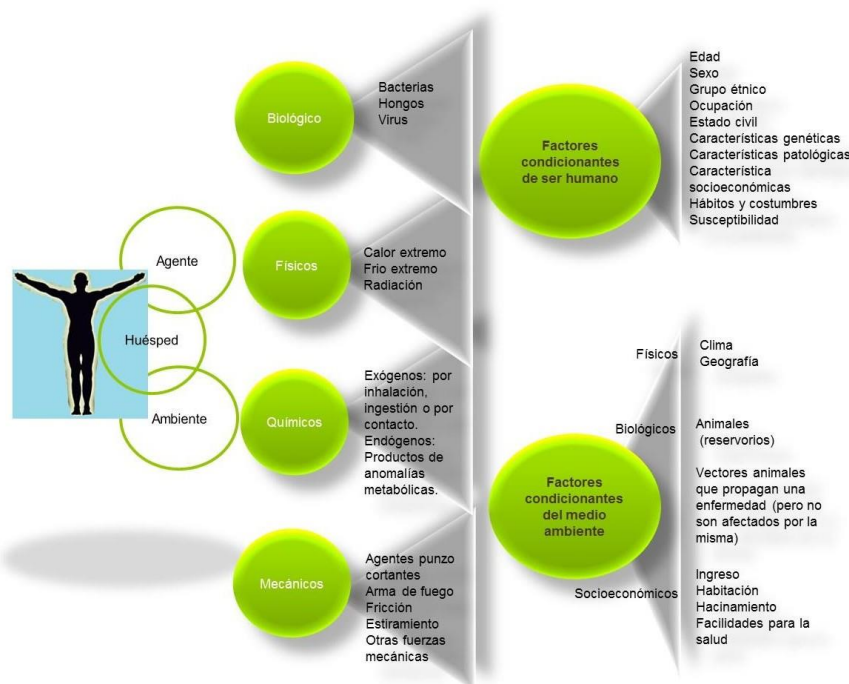 Agente
Huésped
Ambiente
Biológico
Bacterías
Hongos
Virus
Físicos
Calor extremo
Frio extremo
Radiación
Químicos
Exógenos: por
inhalación,
ingestión o por
contacto.
Endógenos:
Productos de
anomalías
metabólicas.
Mecánicos
Agentes punzo
cortantes
Arma de fuego
Fricción
Estiramiento
Otras fuerzas
mecánicas
Factores
condicionantes
de ser humano
Edad
Sexo
Grupo étnico
Ocupación
Estado civil
Características genéticas
Características patológicas
Característica
socioeconómicas
Hábitos y costumbres
Susceptibilidad
Factores
condicionantes
del medio
ambiente
Físicos
Clima
Geografía
Biológicos
Animales
(reservorios)
Vectores animales
que propagan una
enfermedad (pero no
son afectados por la
misma)
Socioeconómicos
Ingreso
Habitación
Hacinamiento
Facilidades para la
salud